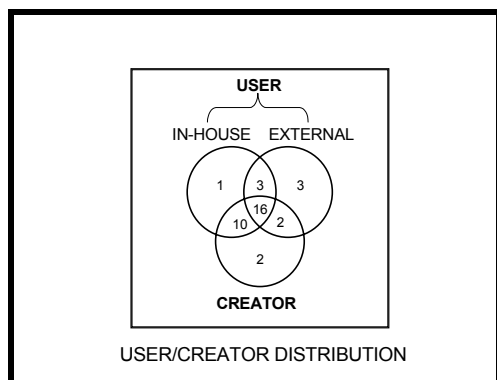 USER
IN-HOUSE EXTERNAL
1 3 3
16
10 2
2
CREATOR
USER/CREATOR DISTRIBUTION